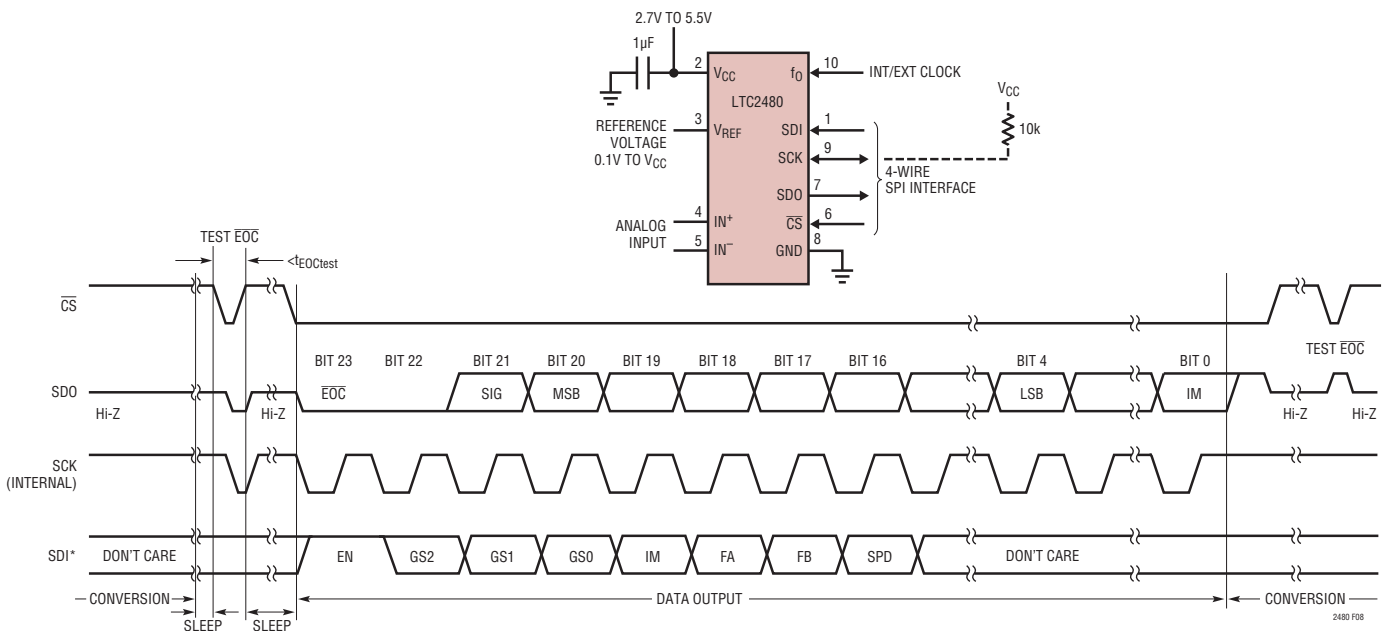 2.7V TO 5.5V
1µF
2
VCC
fO
10
INT/EXT CLOCK
LTC2480
VCC
10k
REFERENCE
VOLTAGE
0.1V TO VCC
3
VREF
SDI
1
SCK
9
SDO
7
CS
6
4-WIRE
SPI INTERFACE
ANALOG
INPUT
4
IN+
5
IN–
GND
8
TEST EOC
<tEOCtest
CS
BIT 23 BIT 22 BIT 21 BIT 20 BIT 19 BIT 18 BIT 17 BIT 16 BIT 4 BIT 0
TEST EOC
SDO
EOC SIG MSB LSB IM
Hi-Z Hi-Z Hi-Z Hi-Z
SCK
(INTERNAL)
SDI* DON'T CARE EN GS2 GS1 GS0 IM FA FB SPD DON'T CARE
CONVERSION DATA OUTPUT CONVERSION
SLEEP SLEEP
2480 F08